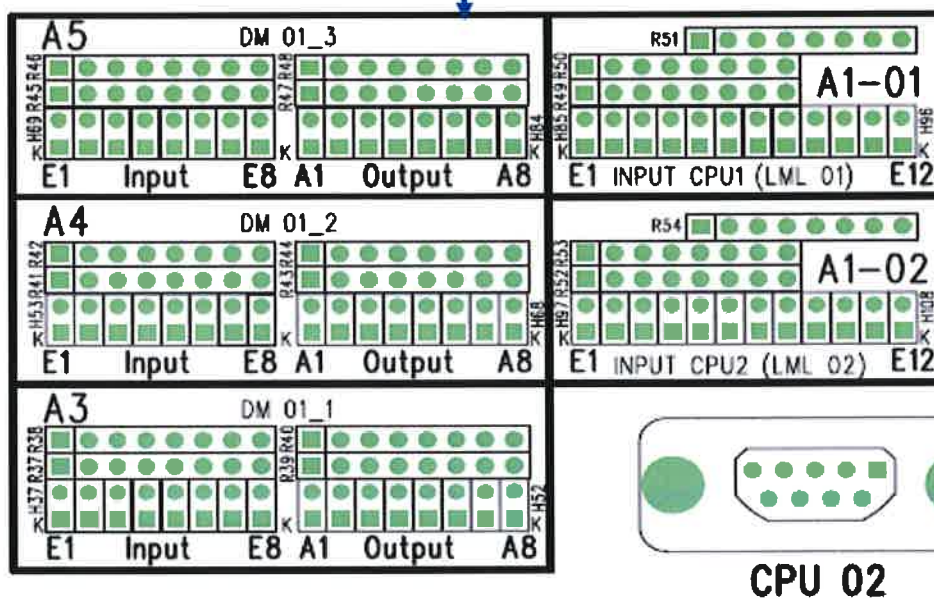 A5 DM 01_3
R46
R45
H69
K
R48
R47
K
H84
K
E1 Input E8 A1 Output A8
R51
R50
R49
A1-01
H85
K
H96
K
E1 INPUT CPU1 (LML 01) E12
A4 DM 01_2
R42
R41
H53
K
R44
R43
K
H68
K
E1 Input E8 A1 Output A8
R54
R53
R52
A1-02
H97
K
H108
K
E1 INPUT CPU2 (LML 02) E12
A3 DM 01_1
R38
R37
H37
K
R40
R39
K
H52
K
E1 Input E8 A1 Output A8
CPU 02